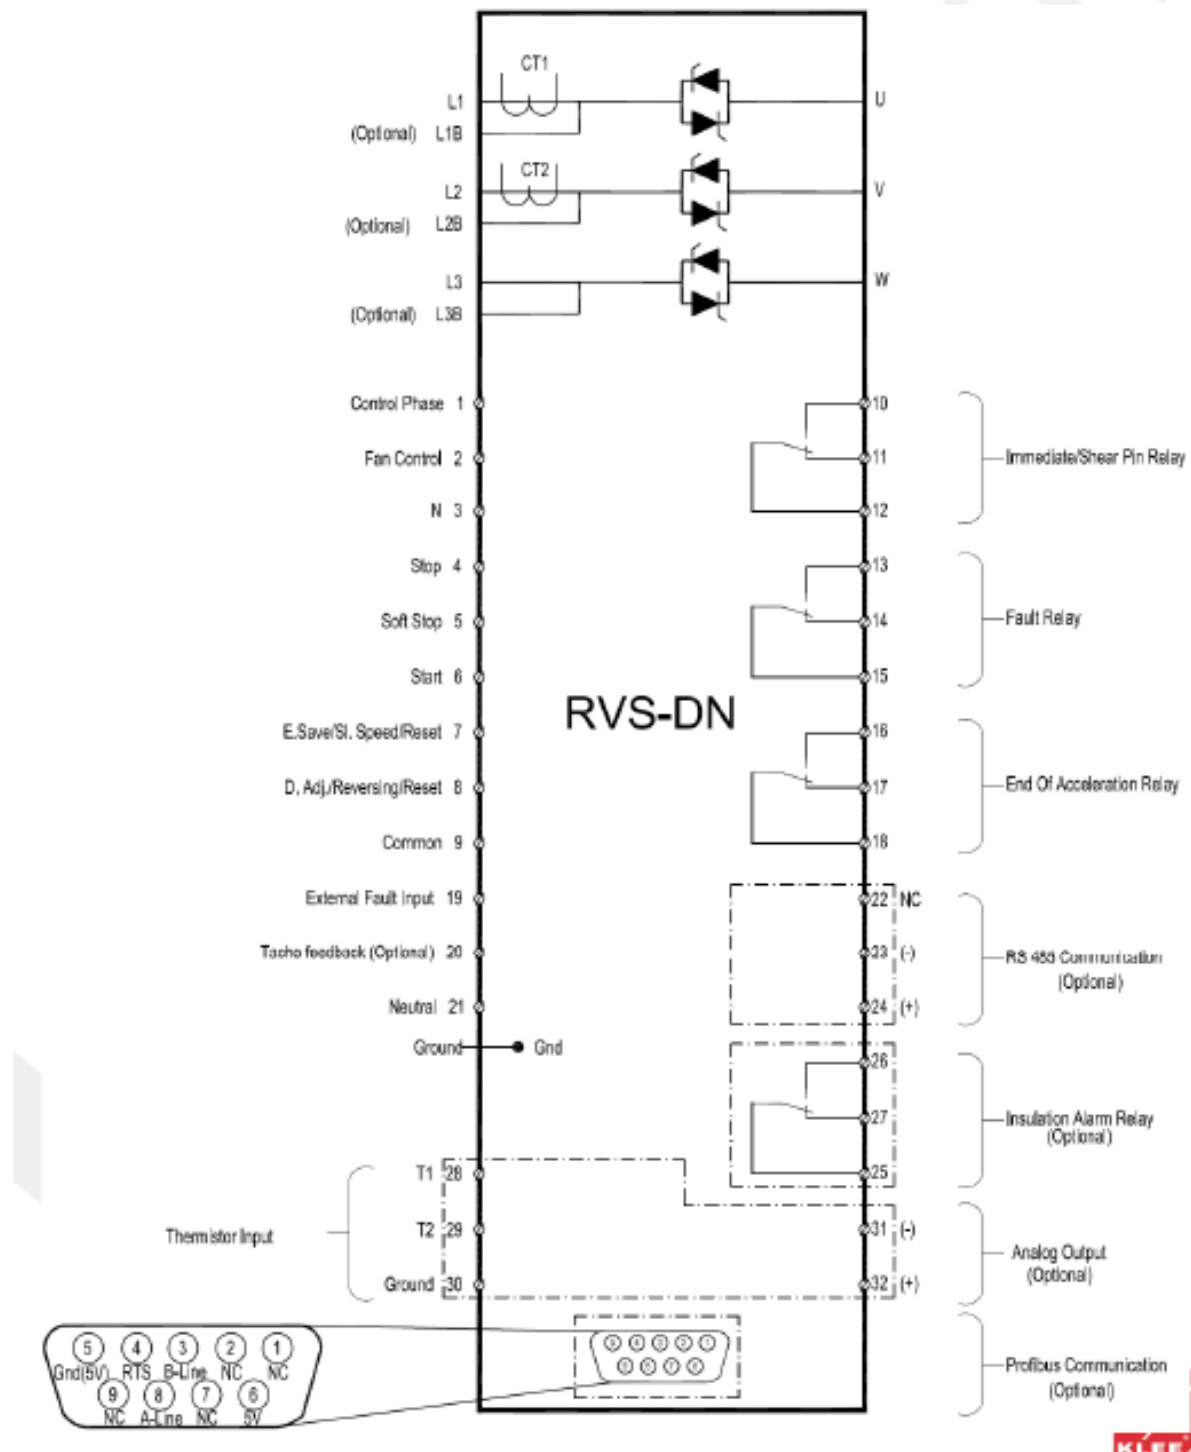 CT1
L1
U
(Optional) L1B
CT2
L2
V
(Optional) L2B
L3
W
(Optional) L3B
Control Phase 1
10
Fan Control 2
11
Immediate/Shear Pin Relay
N 3
12
Stop 4
13
Soft Stop 5
14
Fault Relay
Start 6
15
RVS-DN
E.Save/Sl. Speed/Reset 7
16
D. Adj./Reversing/Reset 8
17
End Of Acceleration Relay
Common 9
18
External Fault Input 19
22 NC
Tacho feedback (Optional) 20
23 (-)
RS 485 Communication
(Optional)
Neutral 21
24 (+)
Ground
Gnd
26
27
Insulation Alarm Relay
(Optional)
T1 28
25
Thermistor Input
T2 29
31 (-)
Analog Output
(Optional)
Ground 30
32 (+)
5 4 3 2 1
Gnd(5V) RTS B-Line NC NC
9 8 7 6
NC A-Line NC 5V
5 4 3 2 1
Profibus Communication
(Optional)
KLEE